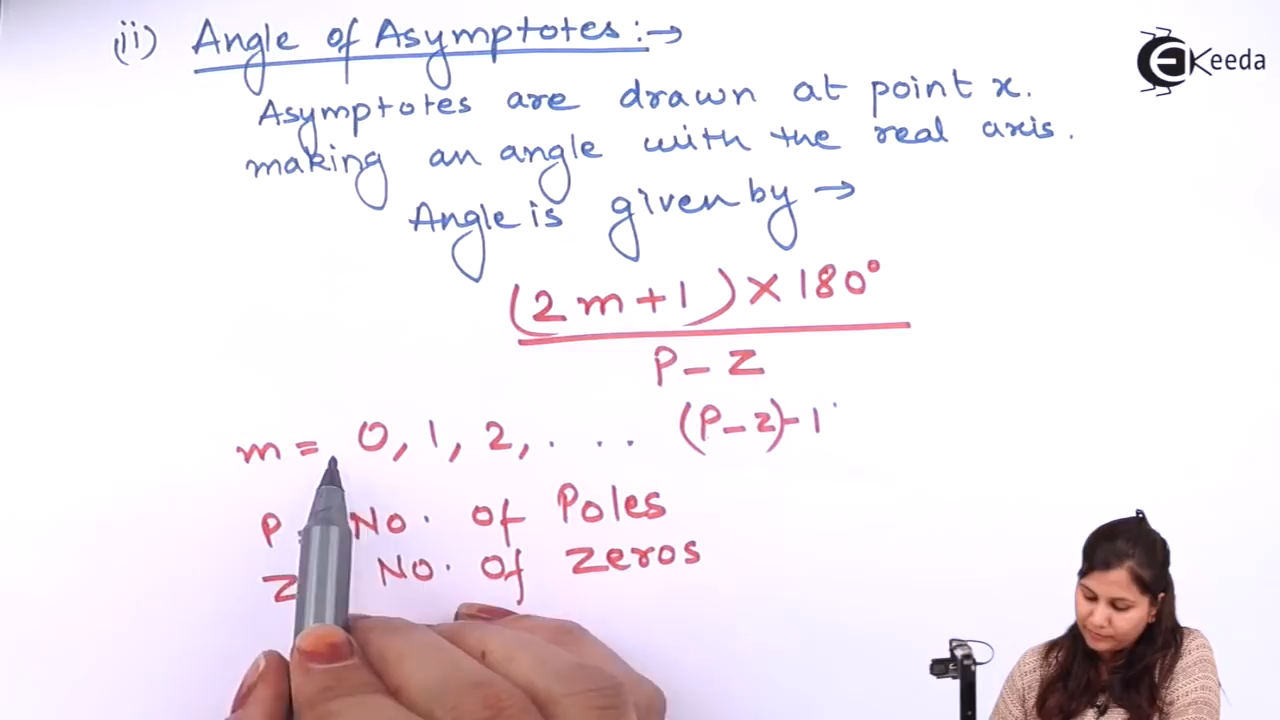 (ii) Angle of Asymptotes :→
Asymptotes are drawn at point x.
making an angle with the real axis.
Angle is given by →
(2m+1) × 180°
P - Z
m = 0, 1, 2, . . . (P - Z) - 1
P No. of Poles
Z No. of Zeros
EKeeda